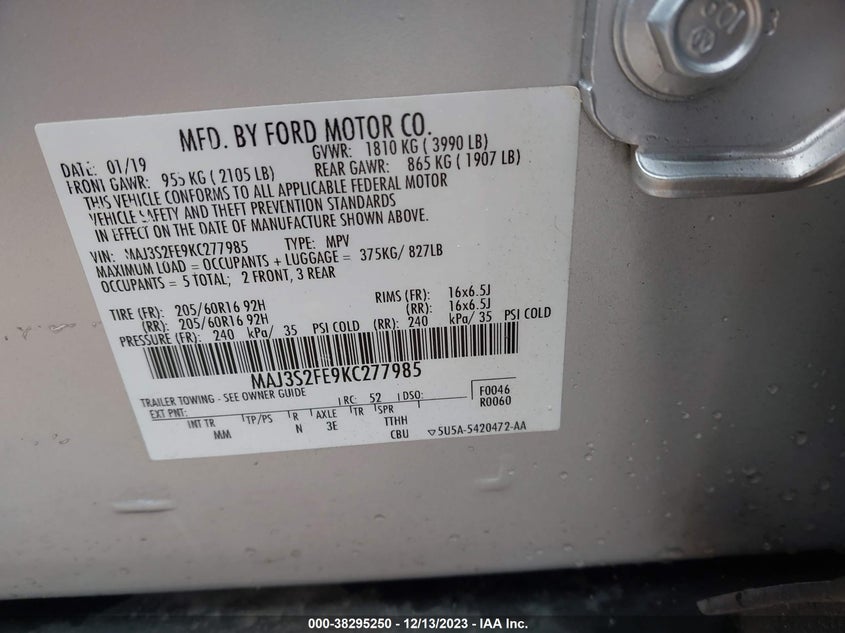 MFD. BY FORD MOTOR CO.
DATE: 01/19 GVWR: 1810 KG ( 3990 LB)
FRONT GAWR: 955 KG ( 2105 LB) REAR GAWR: 865 KG ( 1907 LB)
THIS VEHICLE CONFORMS TO ALL APPLICABLE FEDERAL MOTOR
VEHICLE SAFETY AND THEFT PREVENTION STANDARDS
IN EFFECT ON THE DATE OF MANUFACTURE SHOWN ABOVE.
VIN: MAJ3S2FE9KC277985 TYPE: MPV
MAXIMUM LOAD = OCCUPANTS + LUGGAGE = 375KG/ 827LB
OCCUPANTS = 5 TOTAL; 2 FRONT, 3 REAR
TIRE (FR): 205/60R16 92H RIMS (FR): 16x6.5J
(RR): 205/60R16 92H (RR): 16x6.5J
PRESSURE (FR): 240 kPa/ 35 PSI COLD (RR): 240 kPa/ 35 PSI COLD
MAJ3S2FE9KC277985
TRAILER TOWING - SEE OWNER GUIDE
EXT PNT: RC: 52 DSO: F0046
R0060
INT TR TP/PS R AXLE TR SPR
MM N 3E TTHH
CBU 5U5A-5420472-AA
000-38295250 - 12/13/2023 - IAA Inc.